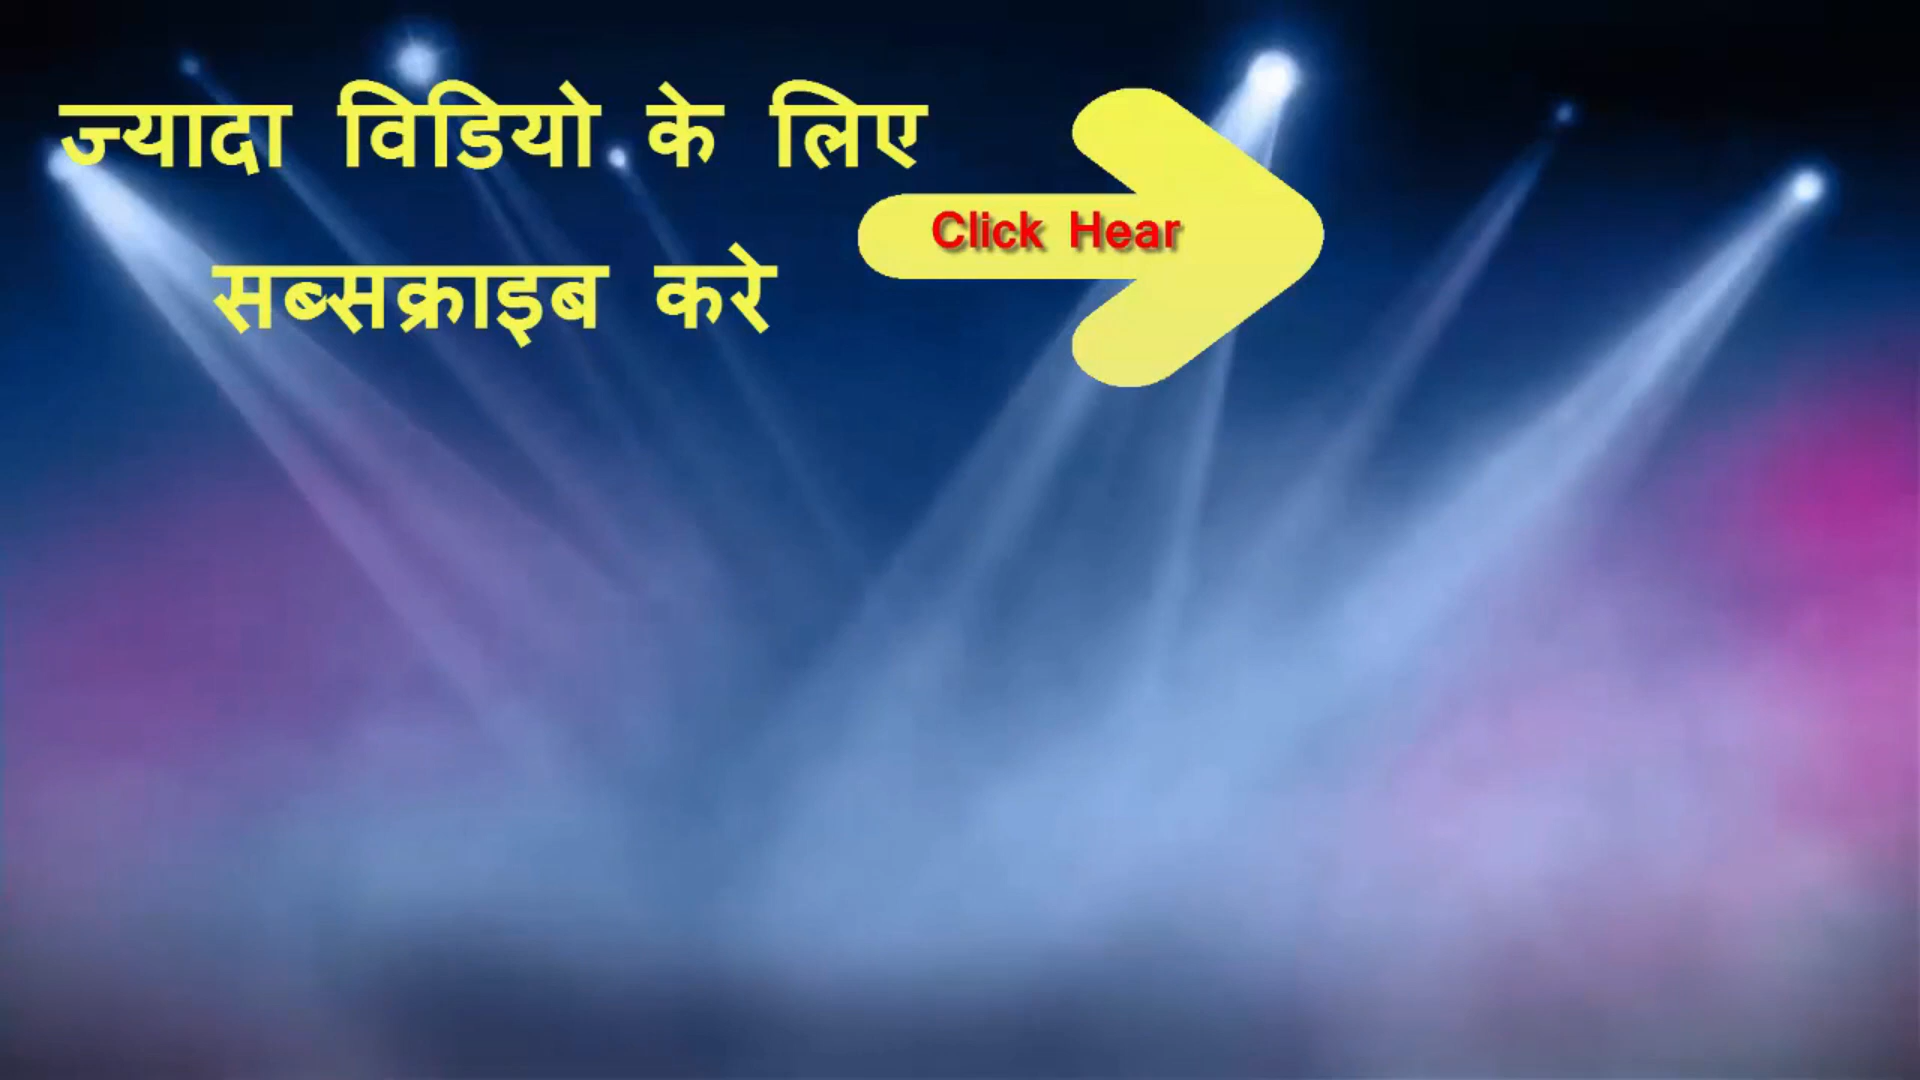 ज्यादा विडियो के लिए
Click Hear
सब्सक्राइब करे